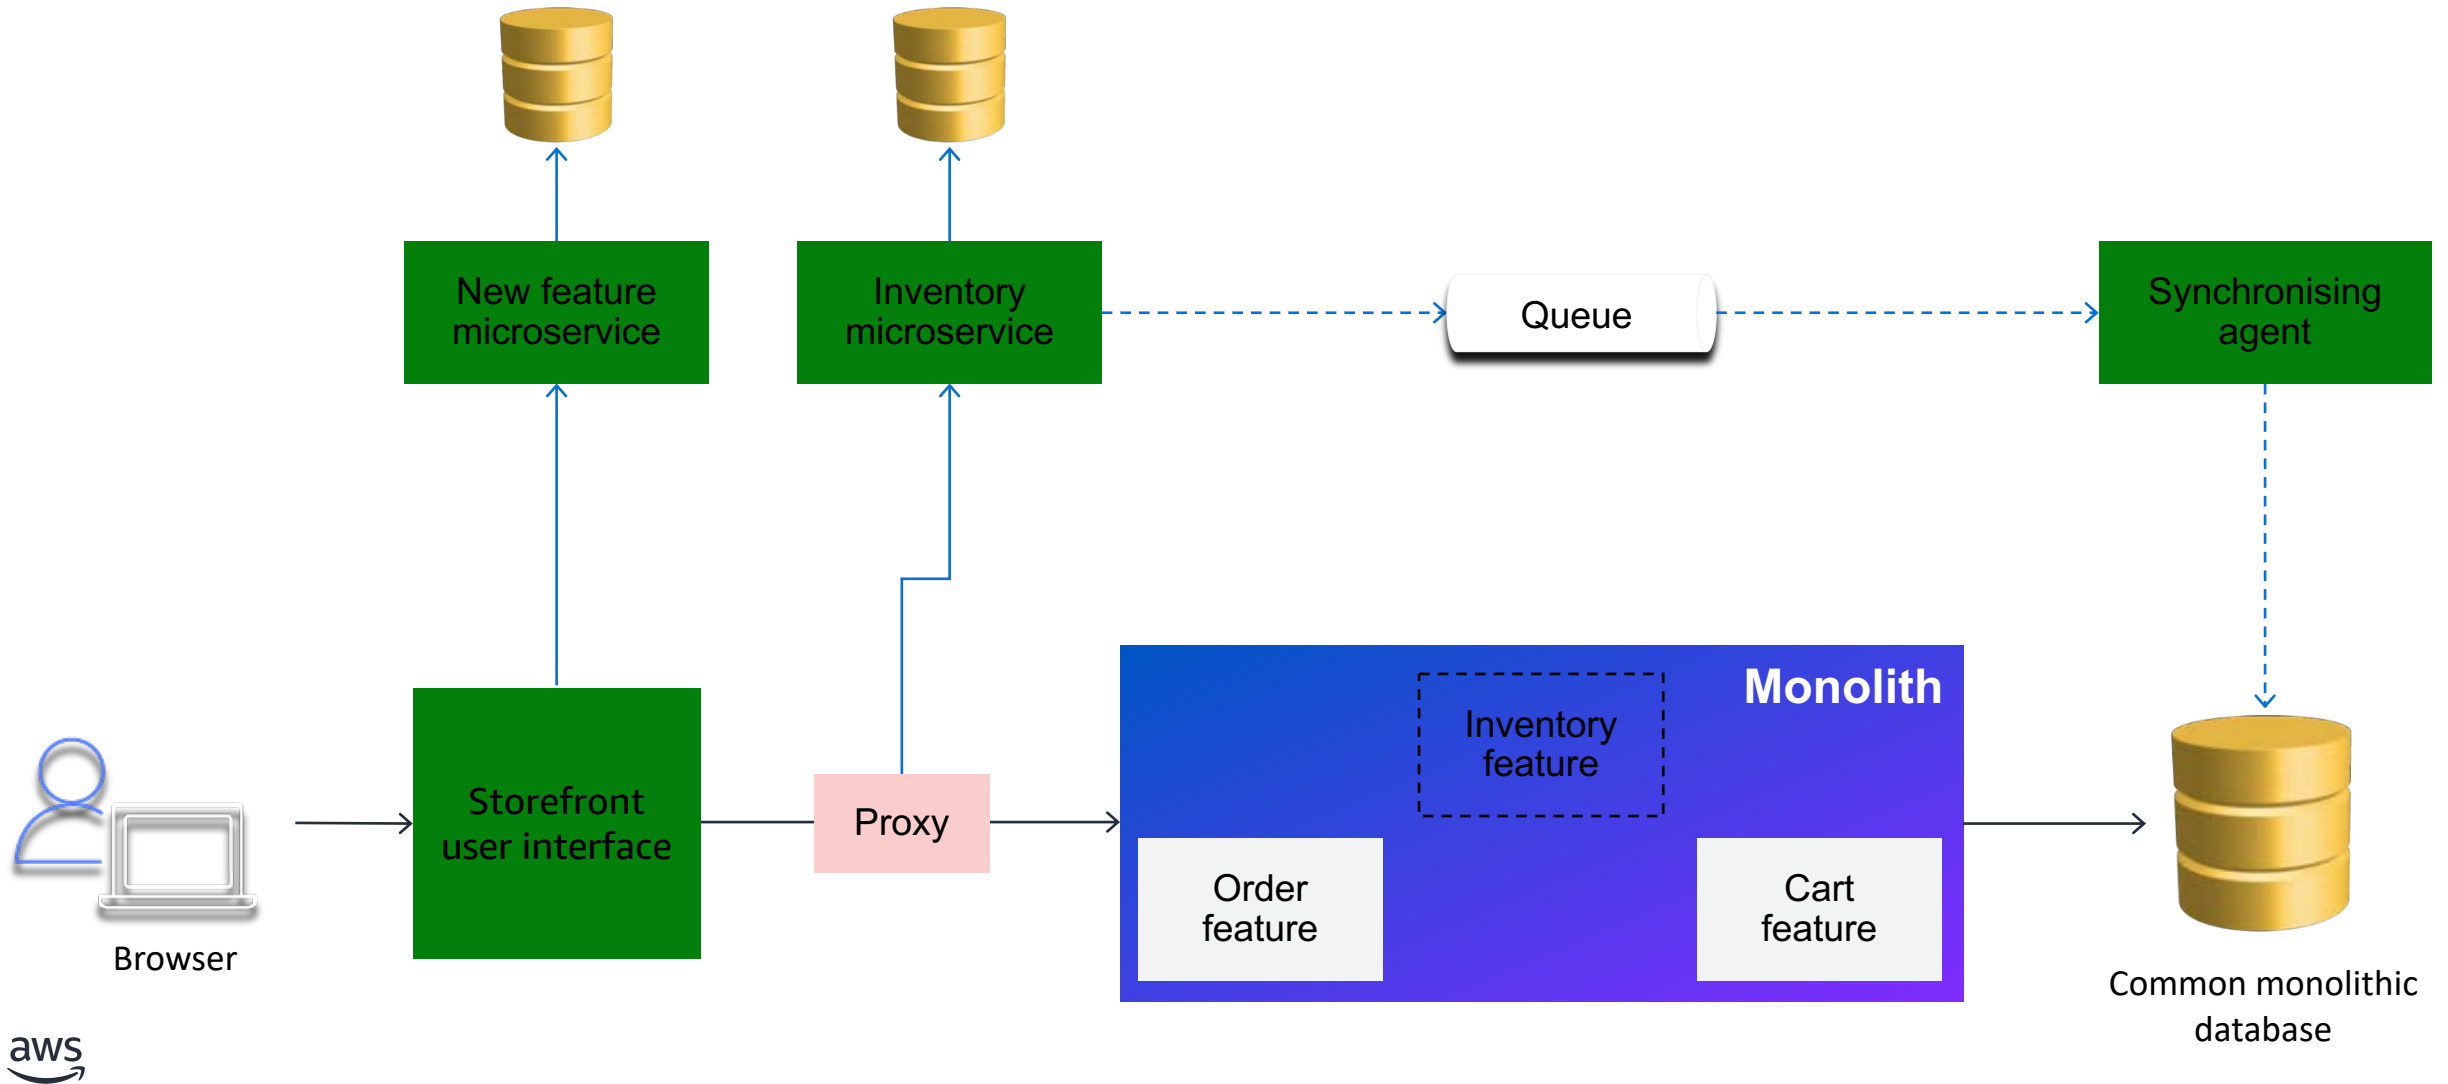 New feature
microservice
Inventory
microservice
Queue
Synchronising
agent
Monolith
Inventory
feature
Storefront
user interface
Proxy
Order
feature
Cart
feature
Browser
Common monolithic
database
aws